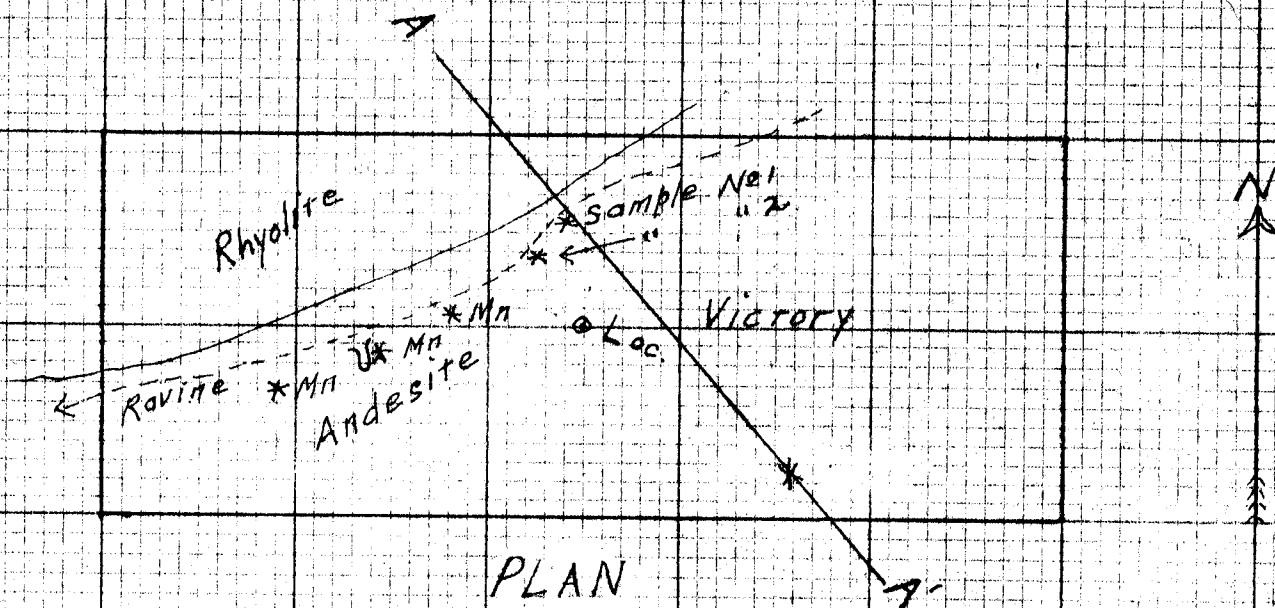 A
Rhyolite
Sample No 1
" " 2
N
* Mn
Loc.
Victory
* Mn
Ravine
* Mn
Andesite
PLAN
A'